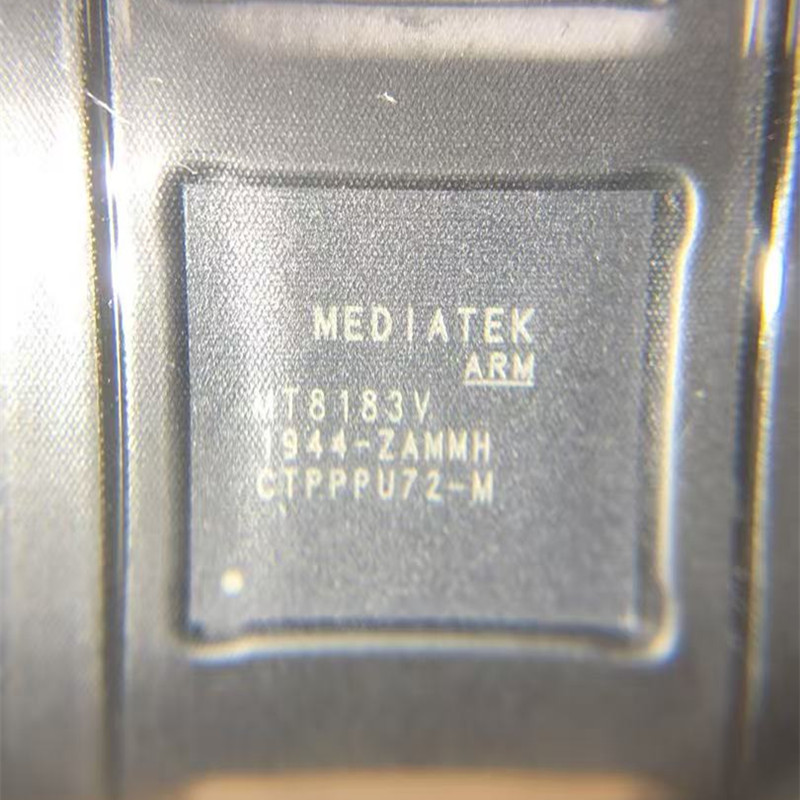 MEDIATEK
ARM
MT8183V
1944-ZAMMH
CTPPPU72-M